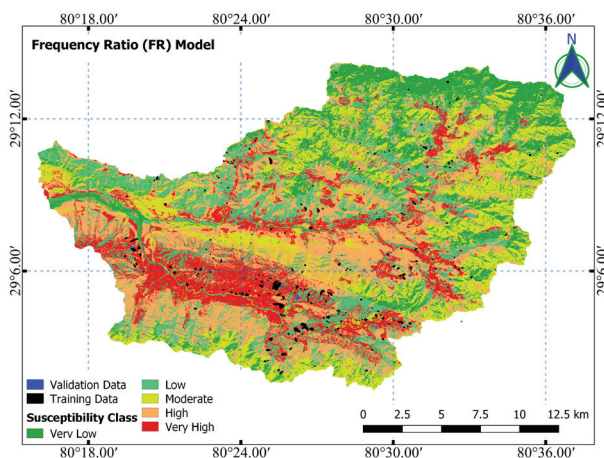 80°18.00′ 80°24.00′ 80°30.00′ 80°36.00′
Frequency Ratio (FR) Model
N
29°12.00′ 29°12.00′
29°6.00′ 29°6.00′
Validation Data
Training Data
Susceptibility Class
Very Low
Low
Moderate
High
Very High
0 2.5 5 7.5 10 12.5 km
80°18.00′ 80°24.00′ 80°30.00′ 80°36.00′